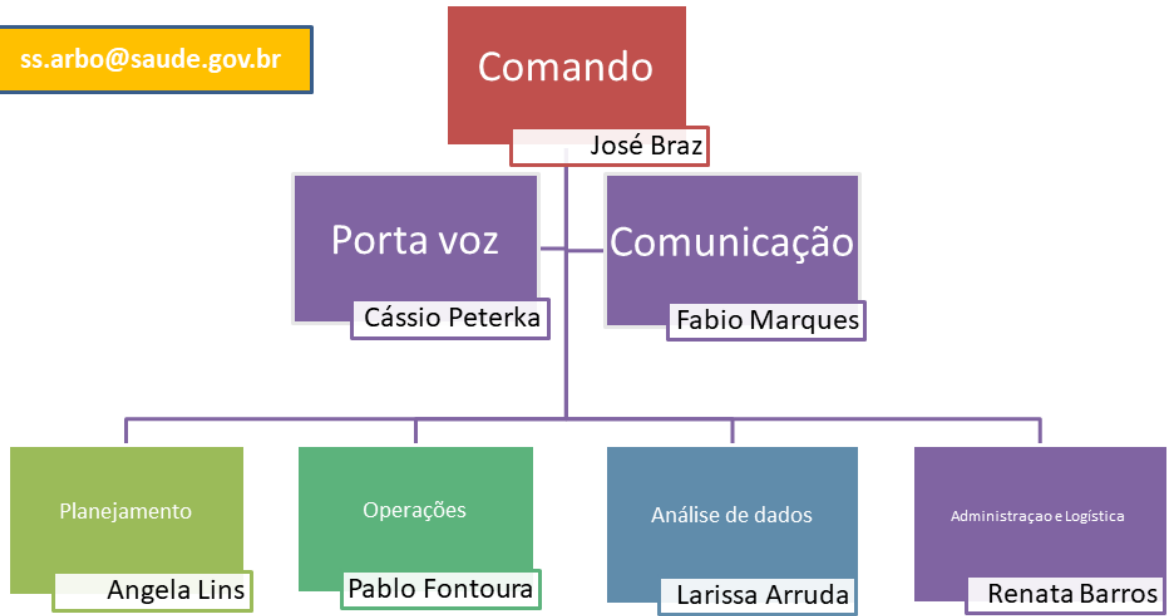 ss.arbo@saude.gov.br
Comando
José Braz
Porta voz
Cássio Peterka
Comunicação
Fabio Marques
Planejamento
Angela Lins
Operações
Pablo Fontoura
Análise de dados
Larissa Arruda
Administraçao e Logística
Renata Barros